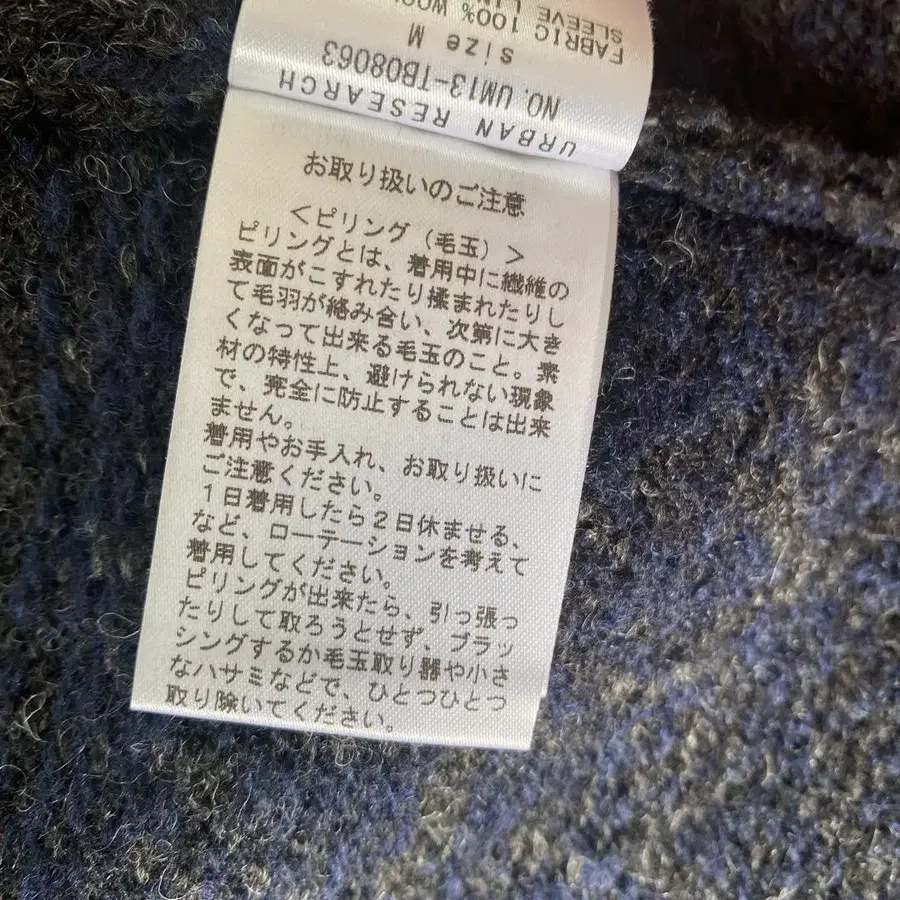 URBAN RESEARCH
NO. UM13-TB08063
size M
FABRIC 100% WOOL
SLEEVE LIN
お取り扱いのご注意
＜ピリング（毛玉）＞
ピリングとは、着用中に繊維の
表面がこすれたり揉まれたりし
て毛羽が絡み合い、次第に大き
くなって出来る毛玉のこと。素
材の特性上、避けられない現象
で、完全に防止することは出来
ません。
着用やお手入れ、お取り扱いに
ご注意ください。
１日着用したら２日休ませる、
など、ローテーションを考えて
着用してください。
ピリングが出来たら、引っ張っ
たりして取ろうとせず、ブラッ
シングするか毛玉取り器や小さ
なハサミなどで、ひとつひとつ
取り除いてください。